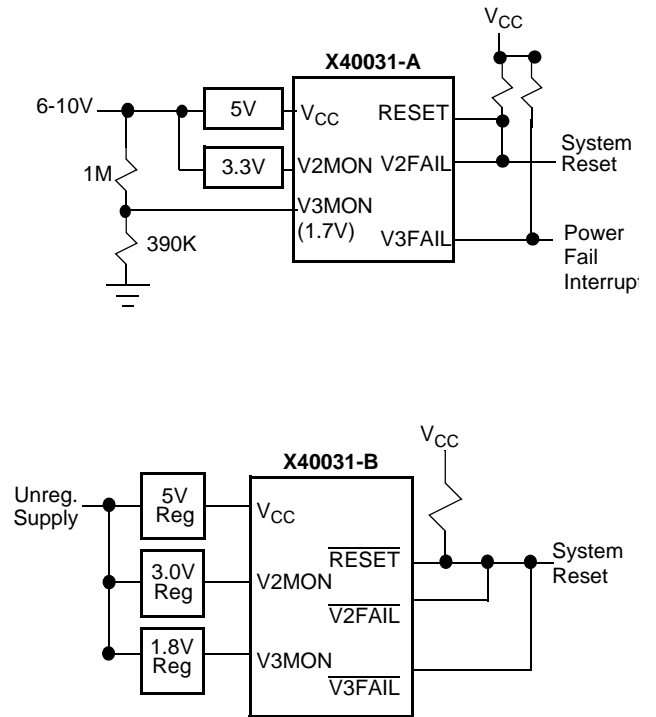 VCC
X40031-A
6-10V
5V
VCC
RESET
3.3V
V2MON
V2FAIL
System
Reset
1M
V3MON
(1.7V)
V3FAIL
390K
Power
Fail
Interrupt
VCC
X40031-B
Unreg.
Supply
5V
Reg
VCC
RESET
System
Reset
3.0V
Reg
V2MON
V2FAIL
1.8V
Reg
V3MON
V3FAIL